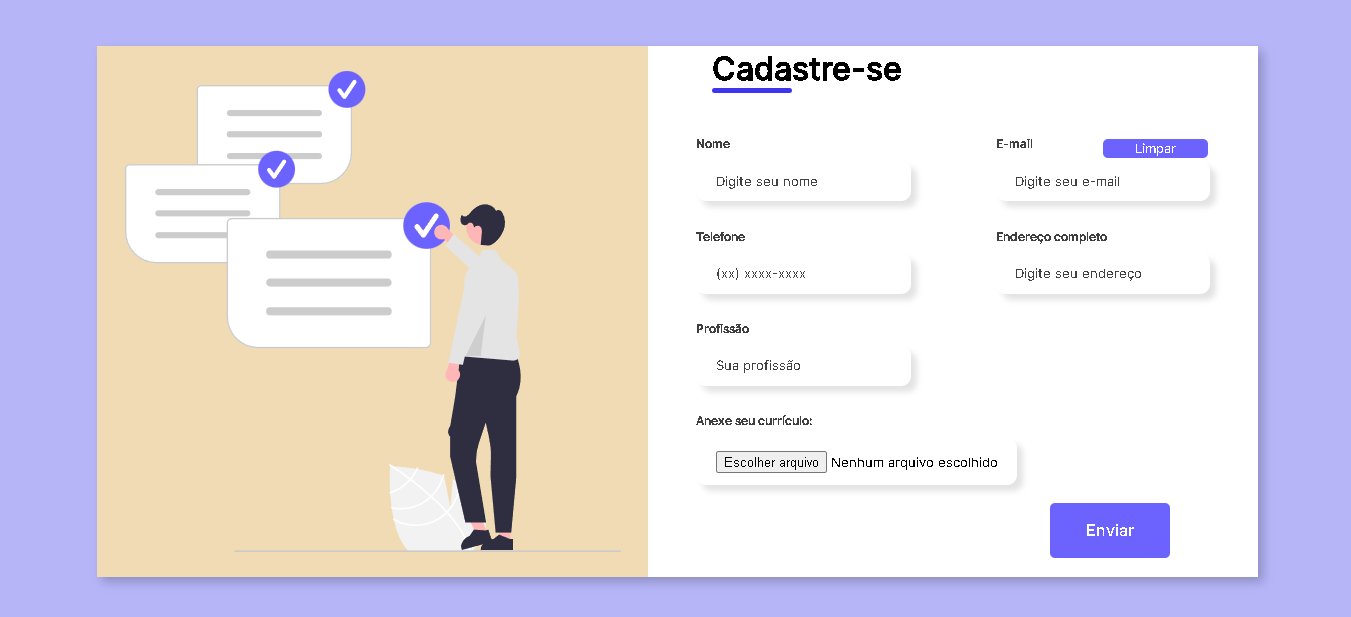 Cadastre-se
Nome
E-mail
Limpar
Digite seu nome
Digite seu e-mail
Telefone
Endereço completo
(xx) xxxx-xxxx
Digite seu endereço
Profissão
Sua profissão
Anexe seu currículo:
Escolher arquivo Nenhum arquivo escolhido
Enviar